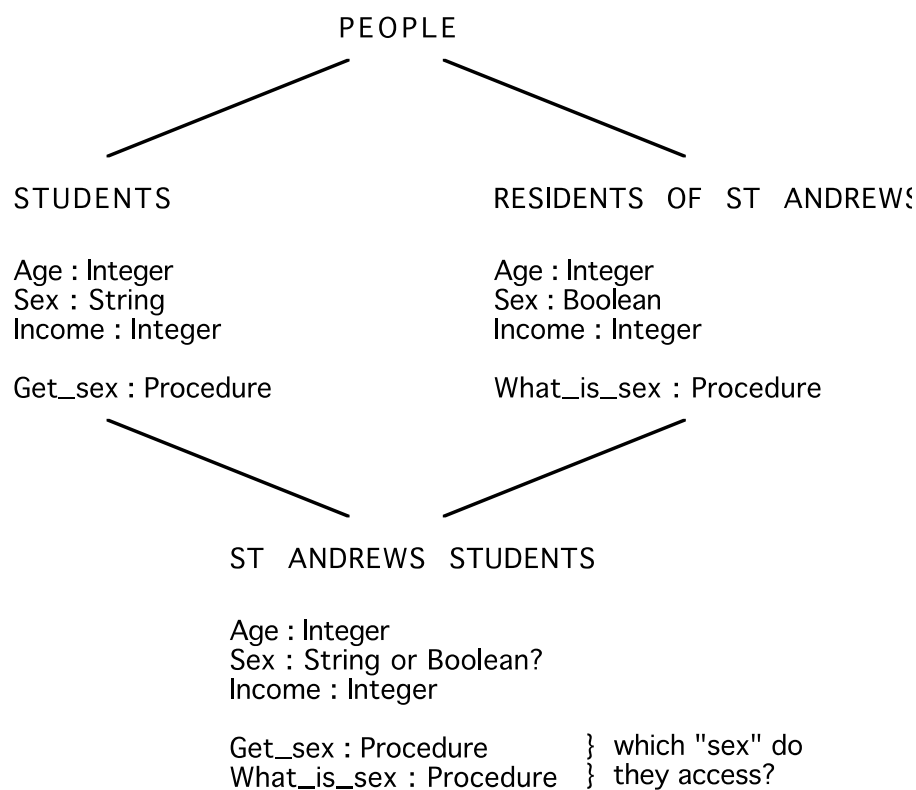 PEOPLE
STUDENTS
Age : Integer
Sex : String
Income : Integer
Get_sex : Procedure
RESIDENTS OF ST ANDREWS
Age : Integer
Sex : Boolean
Income : Integer
What_is_sex : Procedure
ST ANDREWS STUDENTS
Age : Integer
Sex : String or Boolean?
Income : Integer
Get_sex : Procedure } which "sex" do
What_is_sex : Procedure } they access?